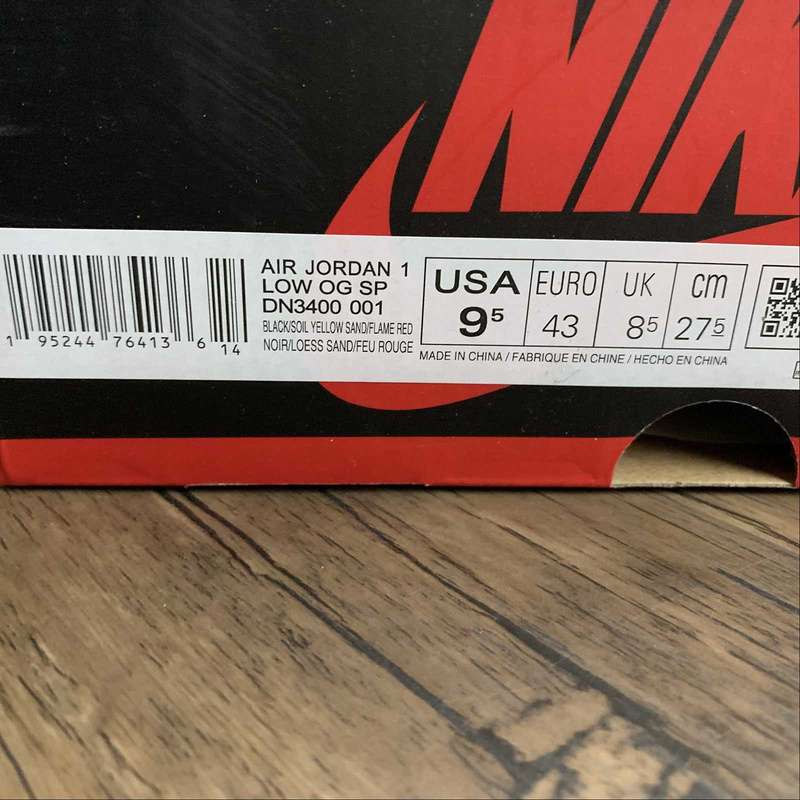 NIK
AIR JORDAN 1
LOW OG SP
DN3400 001
BLACK/SOIL YELLOW SAND/FLAME RED
NOIR/LOESS SAND/FEU ROUGE
1 95244 76413 6 14
USA EURO UK cm
9⁵ 43 8⁵ 27⁵
MADE IN CHINA / FABRIQUE EN CHINE / HECHO EN CHINA